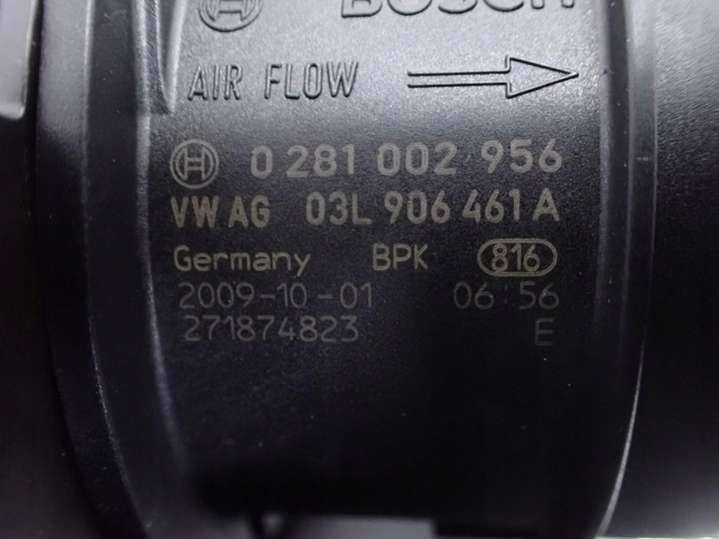 BOSCH
AIR FLOW
0 281 002 956
VW AG 03L 906 461 A
Germany BPK 816
2009-10-01 06:56
271874823 E